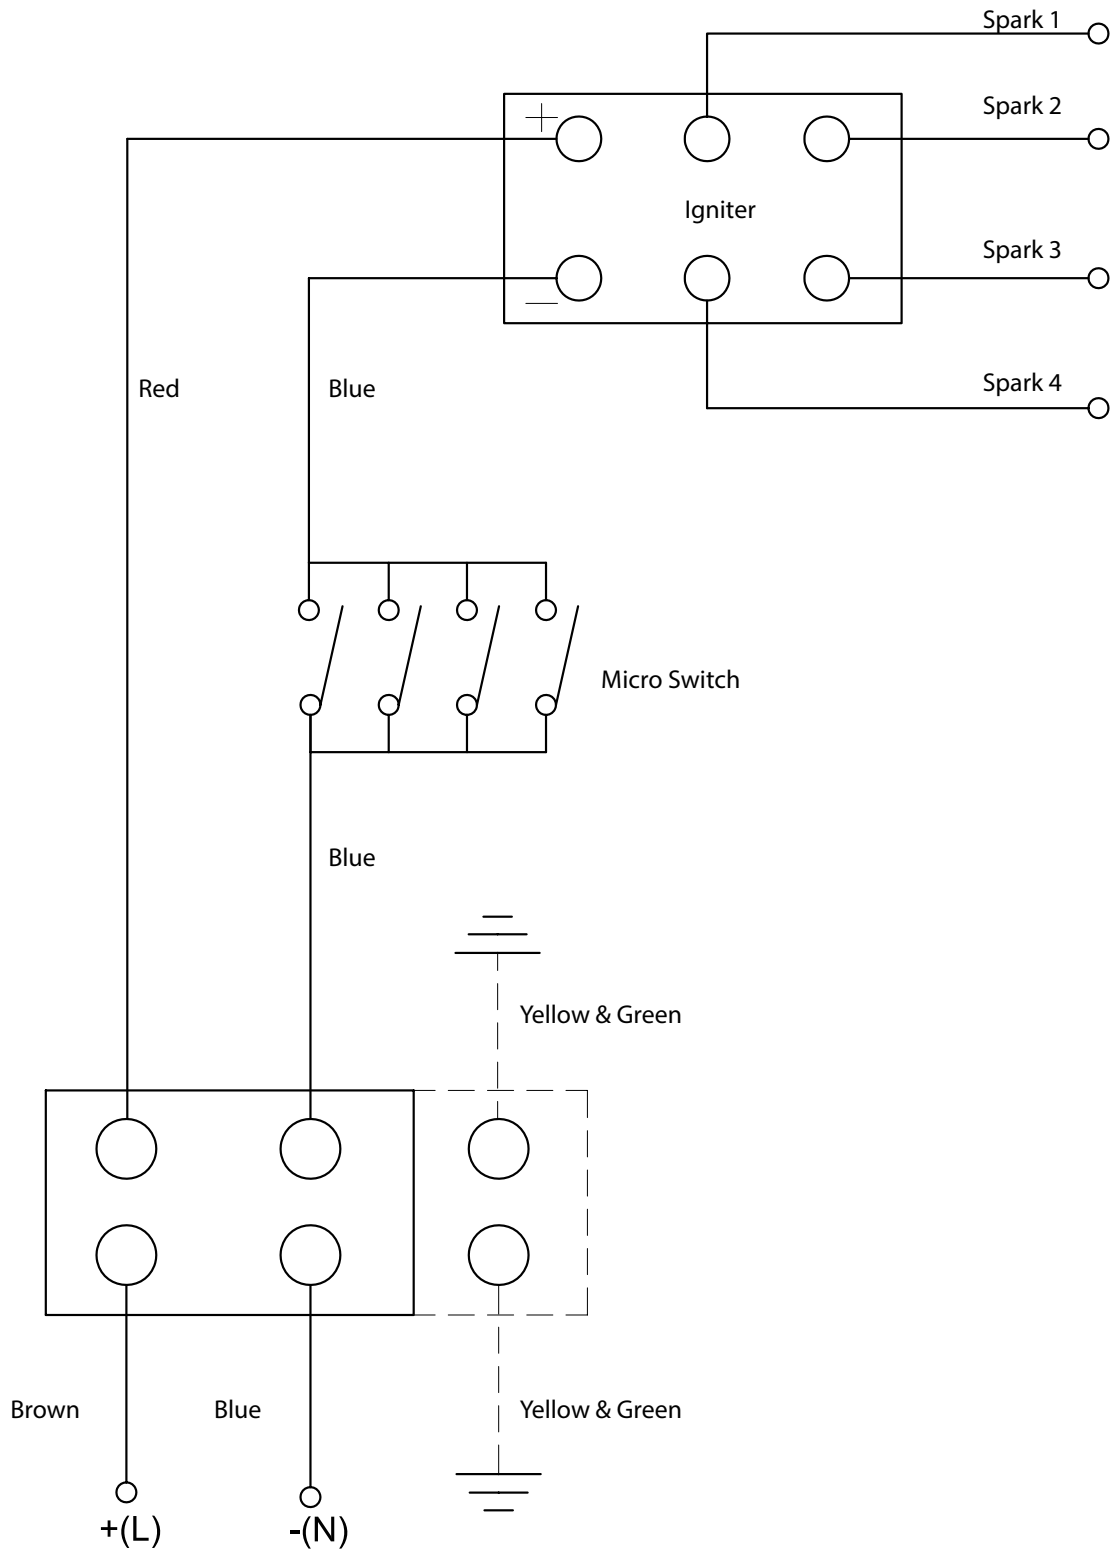 Spark 1
Spark 2
+
Igniter
Spark 3
—
Red
Blue
Spark 4
Micro Switch
Blue
Yellow & Green
Brown
Blue
Yellow & Green
+(L)
-(N)